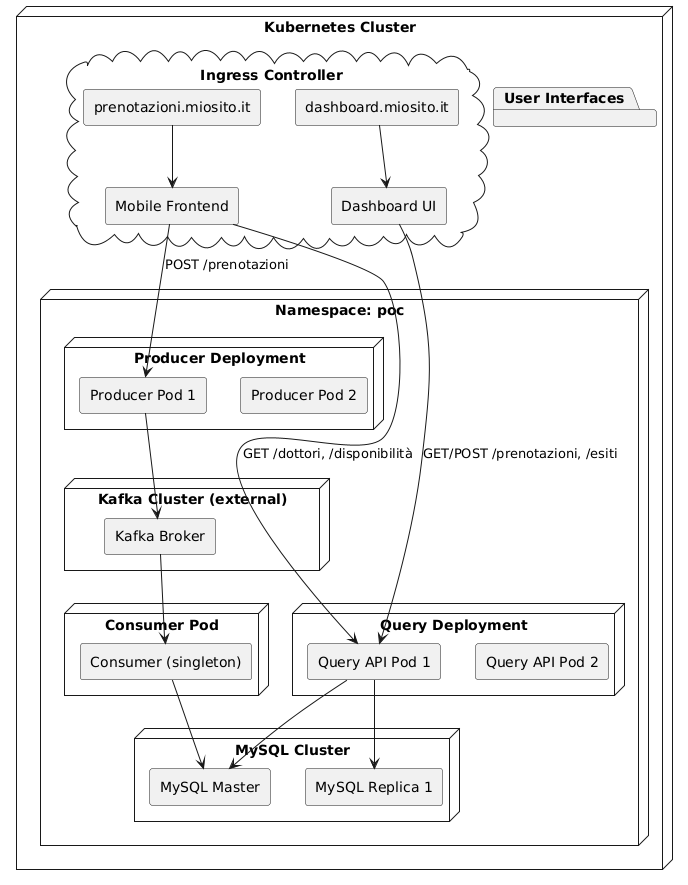 Kubernetes Cluster
Ingress Controller
prenotazioni.miosito.it
dashboard.miosito.it
User Interfaces
Mobile Frontend
Dashboard UI
POST /prenotazioni
Namespace: poc
Producer Deployment
Producer Pod 1
Producer Pod 2
GET /dottori, /disponibilità
GET/POST /prenotazioni, /esiti
Kafka Cluster (external)
Kafka Broker
Consumer Pod
Consumer (singleton)
Query Deployment
Query API Pod 1
Query API Pod 2
MySQL Cluster
MySQL Master
MySQL Replica 1